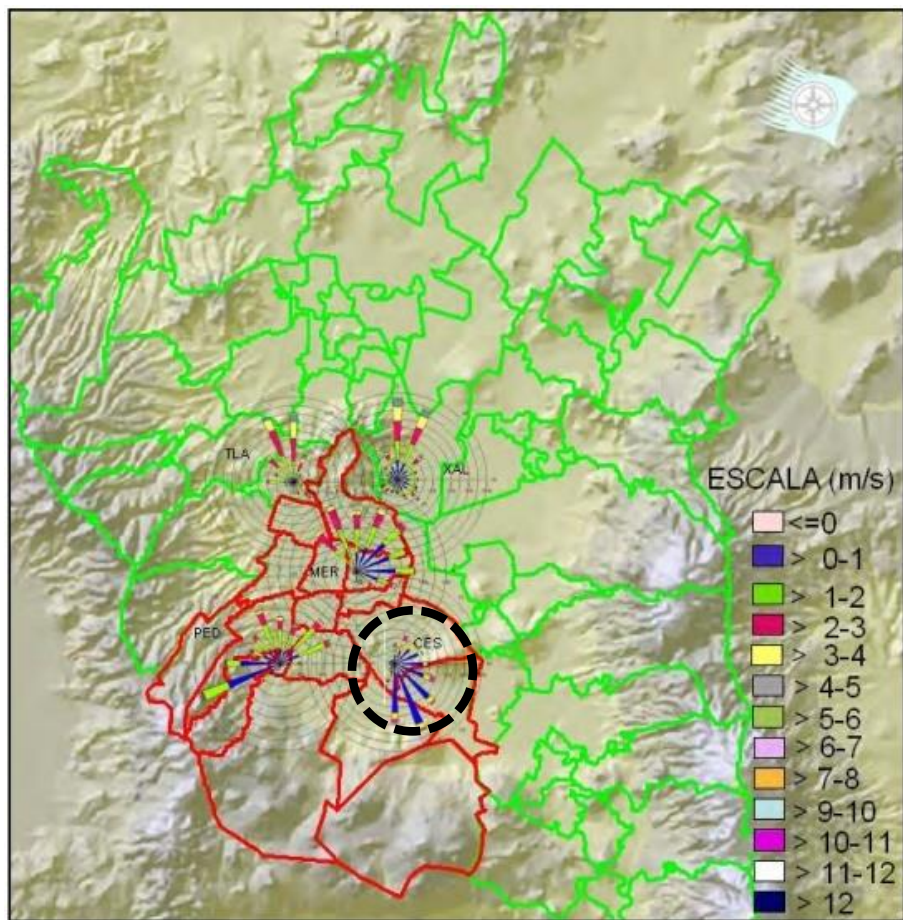 TLA
XAL
MER
PED
CES
ESCALA (m/s)
<=0
> 0-1
> 1-2
> 2-3
> 3-4
> 4-5
> 5-6
> 6-7
> 7-8
> 9-10
> 10-11
> 11-12
> 12